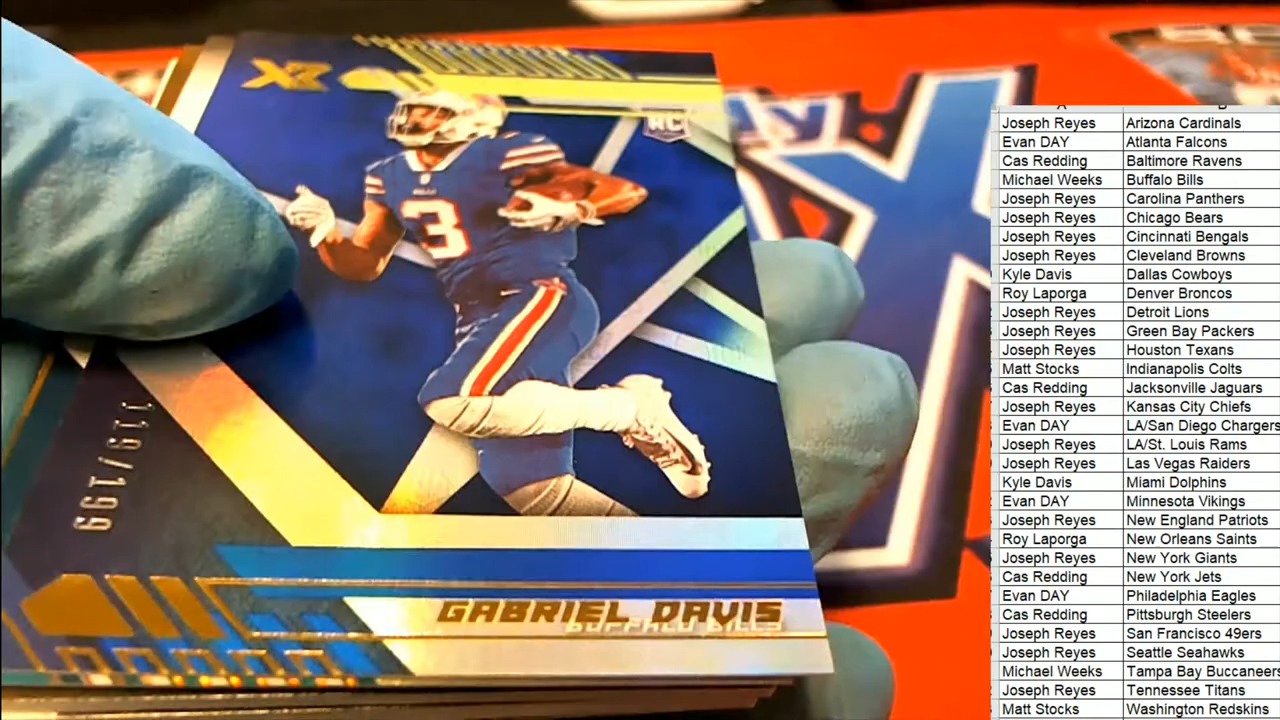 XR
RC
BILLS
3
119/199
GABRIEL DAVIS
BUFFALO BILLS
Joseph Reyes Arizona Cardinals
Evan DAY Atlanta Falcons
Cas Redding Baltimore Ravens
Michael Weeks Buffalo Bills
Joseph Reyes Carolina Panthers
Joseph Reyes Chicago Bears
Joseph Reyes Cincinnati Bengals
Joseph Reyes Cleveland Browns
Kyle Davis Dallas Cowboys
Roy Laporga Denver Broncos
Joseph Reyes Detroit Lions
Joseph Reyes Green Bay Packers
Joseph Reyes Houston Texans
Matt Stocks Indianapolis Colts
Cas Redding Jacksonville Jaguars
Joseph Reyes Kansas City Chiefs
Evan DAY LA/San Diego Chargers
Joseph Reyes LA/St. Louis Rams
Joseph Reyes Las Vegas Raiders
Kyle Davis Miami Dolphins
Evan DAY Minnesota Vikings
Joseph Reyes New England Patriots
Roy Laporga New Orleans Saints
Joseph Reyes New York Giants
Cas Redding New York Jets
Evan DAY Philadelphia Eagles
Cas Redding Pittsburgh Steelers
Joseph Reyes San Francisco 49ers
Joseph Reyes Seattle Seahawks
Michael Weeks Tampa Bay Buccaneers
Joseph Reyes Tennessee Titans
Matt Stocks Washington Redskins